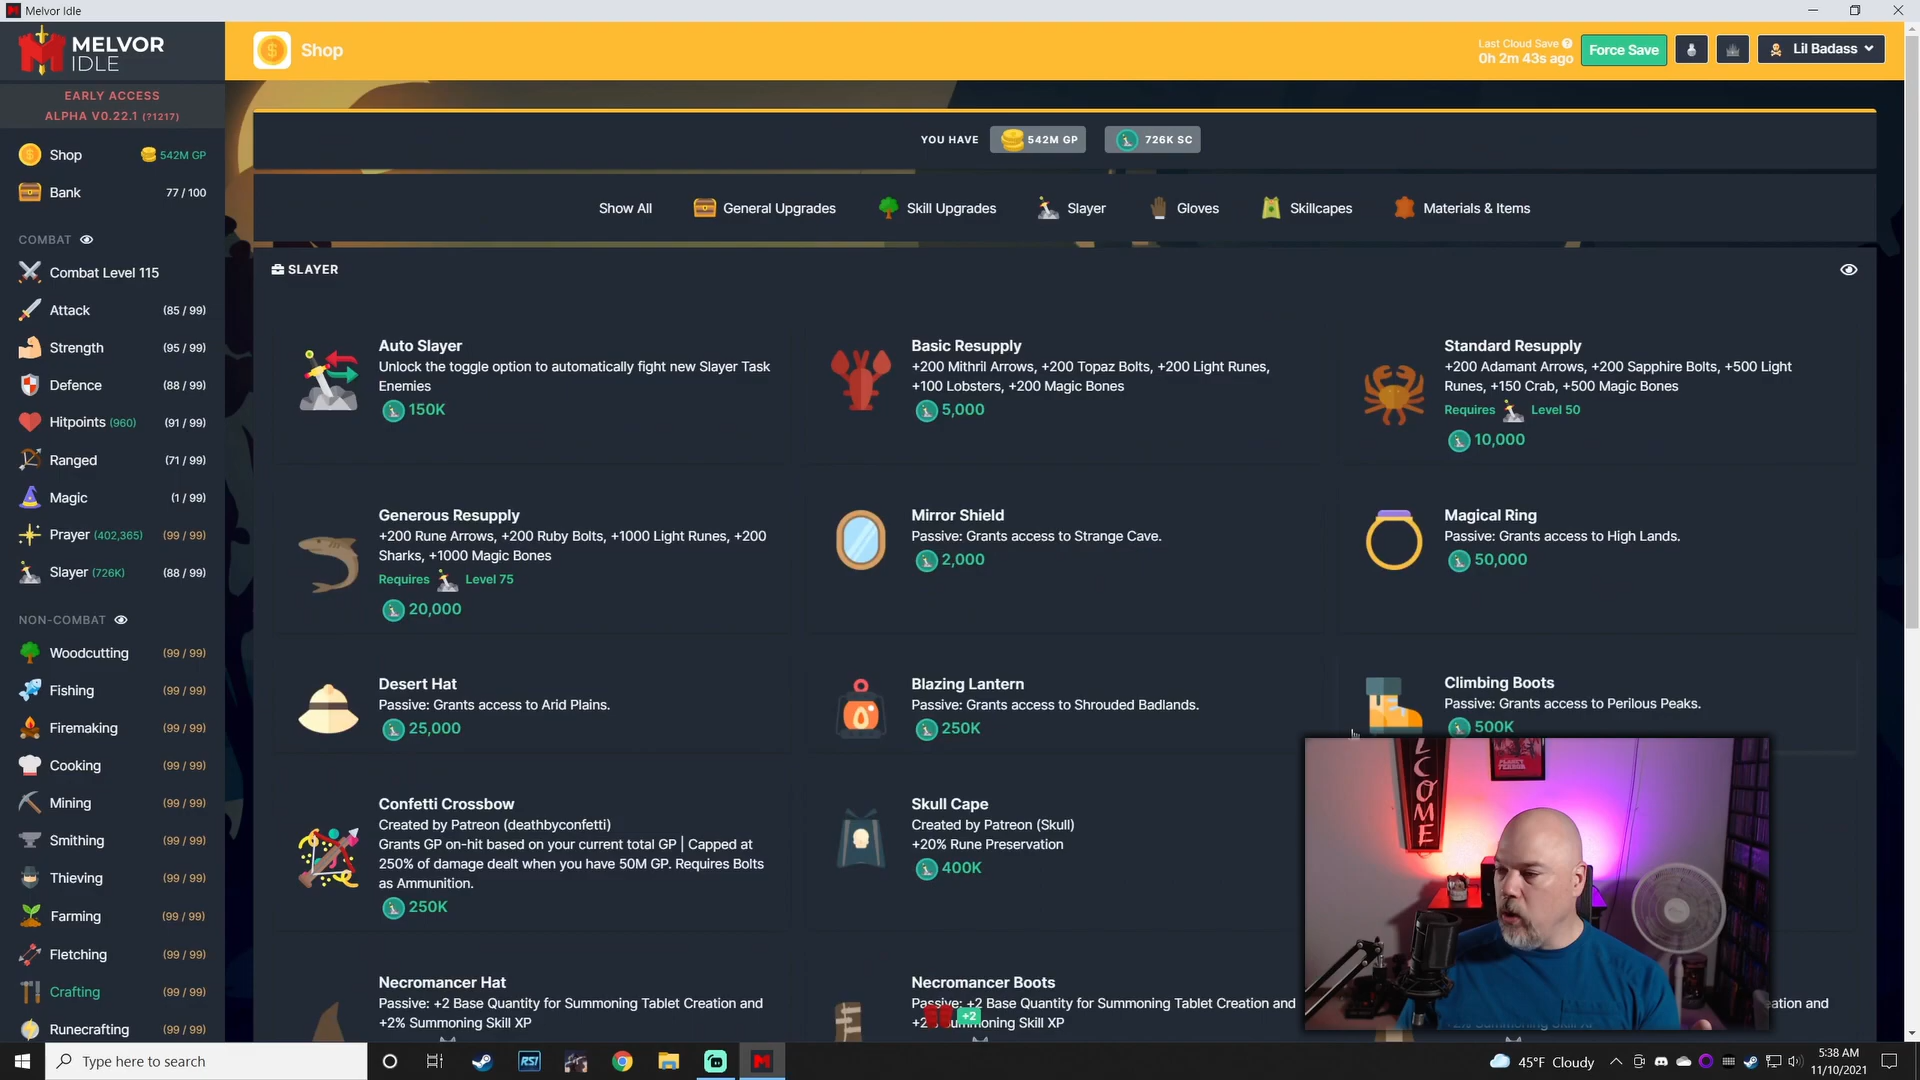 Melvor Idle
MELVOR
IDLE
Shop
Last Cloud Save
0h 2m 43s ago
Force Save
Lil Badass
EARLY ACCESS
ALPHA V0.22.1 (?1217)
Shop 542M GP
Bank 77 / 100
COMBAT
Combat Level 115
Attack (85 / 99)
Strength (95 / 99)
Defence (88 / 99)
Hitpoints (960) (91 / 99)
Ranged (71 / 99)
Magic (1 / 99)
Prayer (402,365) (99 / 99)
Slayer (726K) (88 / 99)
NON-COMBAT
Woodcutting (99 / 99)
Fishing (99 / 99)
Firemaking (99 / 99)
Cooking (99 / 99)
Mining (99 / 99)
Smithing (99 / 99)
Thieving (99 / 99)
Farming (99 / 99)
Fletching (99 / 99)
Crafting (99 / 99)
Runecrafting (99 / 99)
YOU HAVE 542M GP 726K SC
Show All General Upgrades Skill Upgrades Slayer Gloves Skillcapes Materials & Items
SLAYER
Auto Slayer
Unlock the toggle option to automatically fight new Slayer Task
Enemies
150K
Basic Resupply
+200 Mithril Arrows, +200 Topaz Bolts, +200 Light Runes,
+100 Lobsters, +200 Magic Bones
5,000
Standard Resupply
+200 Adamant Arrows, +200 Sapphire Bolts, +500 Light
Runes, +150 Crab, +500 Magic Bones
Requires Level 50
10,000
Generous Resupply
+200 Rune Arrows, +200 Ruby Bolts, +1000 Light Runes, +200
Sharks, +1000 Magic Bones
Requires Level 75
20,000
Mirror Shield
Passive: Grants access to Strange Cave.
2,000
Magical Ring
Passive: Grants access to High Lands.
50,000
Desert Hat
Passive: Grants access to Arid Plains.
25,000
Blazing Lantern
Passive: Grants access to Shrouded Badlands.
250K
Climbing Boots
Passive: Grants access to Perilous Peaks.
500K
Confetti Crossbow
Created by Patreon (deathbyconfetti)
Grants GP on-hit based on your current total GP | Capped at
250% of damage dealt when you have 50M GP. Requires Bolts
as Ammunition.
250K
Skull Cape
Created by Patreon (Skull)
+20% Rune Preservation
400K
Necromancer Hat
Passive: +2 Base Quantity for Summoning Tablet Creation and
+2% Summoning Skill XP
Necromancer Boots
Passive: +2 Base Quantity for Summoning Tablet Creation and
Summoning Skill XP
+2
LCOME
PLANET
TERROR
Type here to search
RSI
45°F Cloudy
5:38 AM
11/10/2021